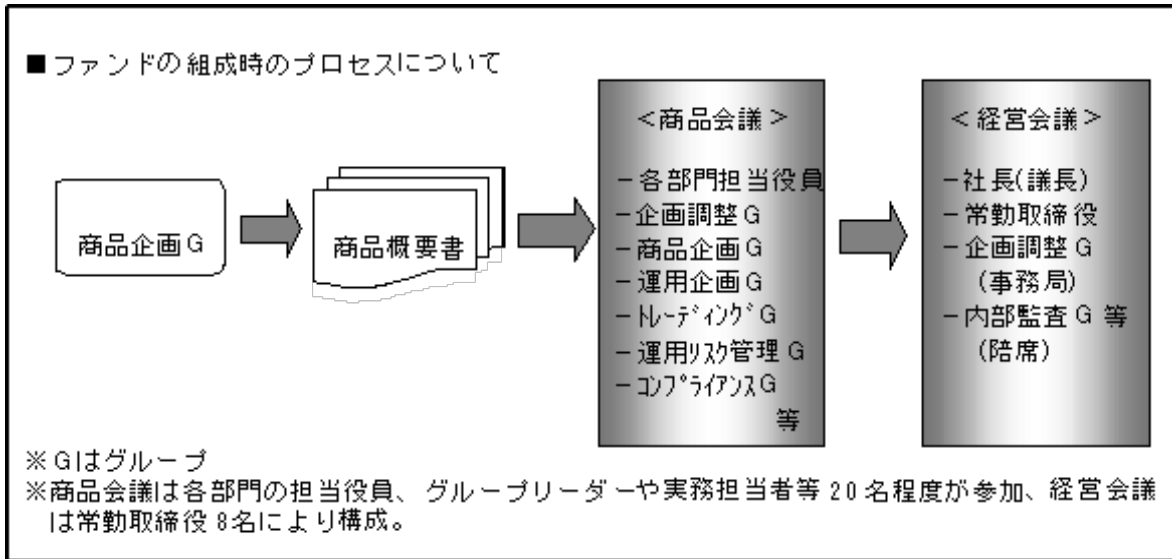 ■ファンドの組成時のプロセスについて
商品企画G
商品概要書
＜商品会議＞
－各部門担当役員
－企画調整G
－商品企画G
－運用企画G
－ﾄﾚｰﾃﾞｨﾝｸﾞG
－運用ﾘｽｸ管理G
－ｺﾝﾌﾟﾗｲｱﾝｽG
等
＜経営会議＞
－社長(議長)
－常勤取締役
－企画調整G
(事務局)
－内部監査G 等
(陪席)
※Gはグループ
※商品会議は各部門の担当役員、グループリーダーや実務担当者等20名程度が参加、経営会議
は常勤取締役8名により構成。